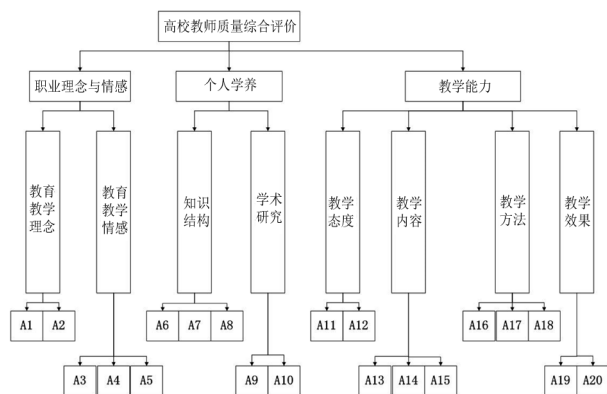 高校教师质量综合评价
职业理念与情感
个人学养
教学能力
教育
教学
理念
教育
教学
情感
知识
结构
学术
研究
教学
态度
教学
内容
教学
方法
教学
效果
A1 A2
A6 A7 A8
A11 A12
A16 A17 A18
A3 A4 A5
A9 A10
A13 A14 A15
A19 A20